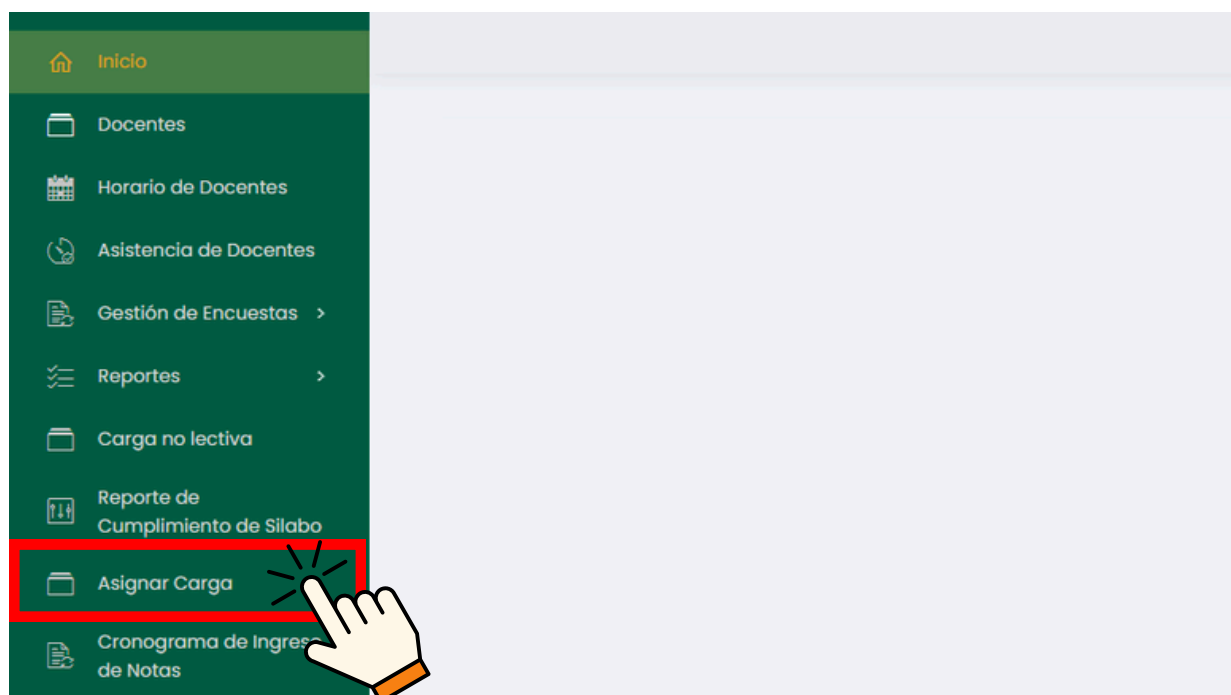 Inicio
Docentes
Horario de Docentes
Asistencia de Docentes
Gestión de Encuestas
Reportes
Carga no lectiva
Reporte de
Cumplimiento de Silabo
Asignar Carga
Cronograma de Ingreso
de Notas